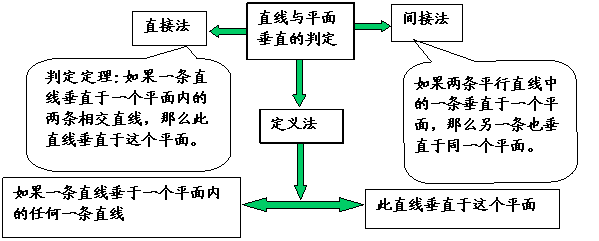 直接法
直线与平面
垂直的判定
间接法
判定定理：如果一条直
线垂直于一个平面内的
两条相交直线，那么此
直线垂直于这个平面。
如果两条平行直线中
的一条垂直于一个平
面，那么另一条也垂
直于同一个平面。
定义法
如果一条直线垂于一个平面内
的任何一条直线
此直线垂直于这个平面